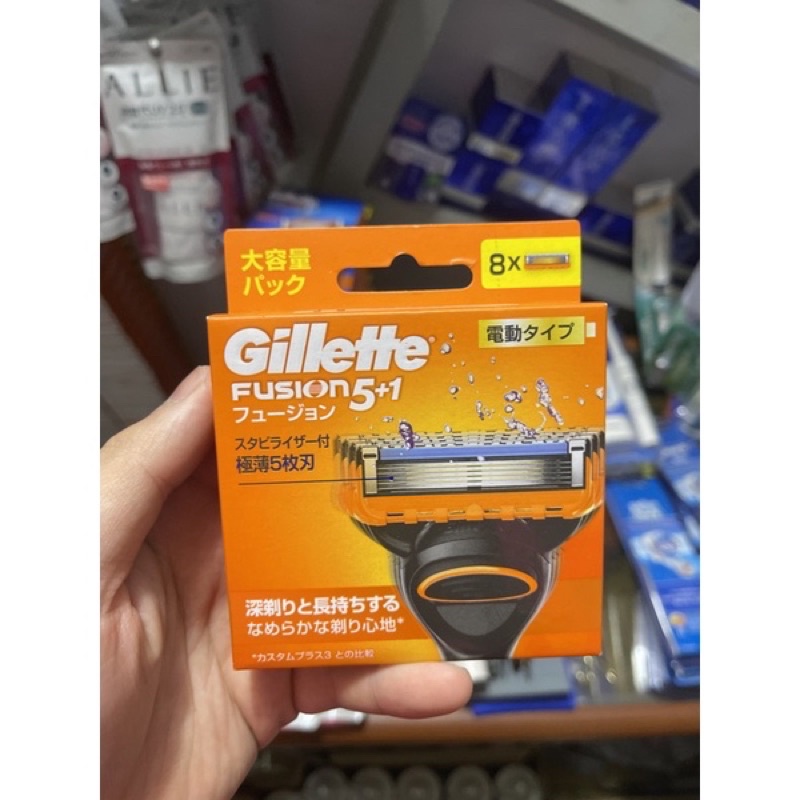 ALLIE
大容量
パック
8x
Gillette
電動タイプ
FUSION5+1
フュージョン
スタビライザー付
極薄5枚刃
深剃りと長持ちする
なめらかな剃り心地*
*カスタムプラス3 との比較